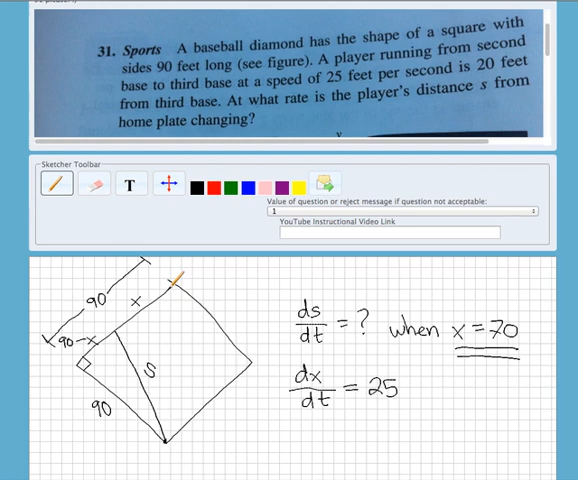 31. Sports A baseball diamond has the shape of a square with
sides 90 feet long (see figure). A player running from second
base to third base at a speed of 25 feet per second is 20 feet
from third base. At what rate is the player's distance s from
home plate changing?
Sketcher Toolbar
T
Value of question or reject message if question not acceptable:
1
YouTube Instructional Video Link
90
x
90-x
S
90
ds/dt = ? when x=70
dx/dt = 25